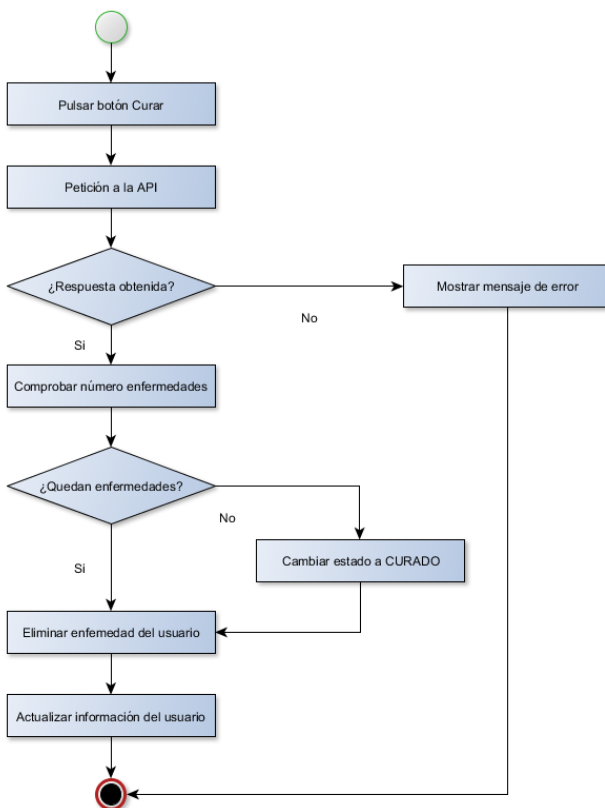 Pulsar botón Curar
Petición a la API
¿Respuesta obtenida?
Mostrar mensaje de error
No
Si
Comprobar número enfermedades
¿Quedan enfermedades?
No
Cambiar estado a CURADO
Si
Eliminar enfemedad del usuario
Actualizar información del usuario